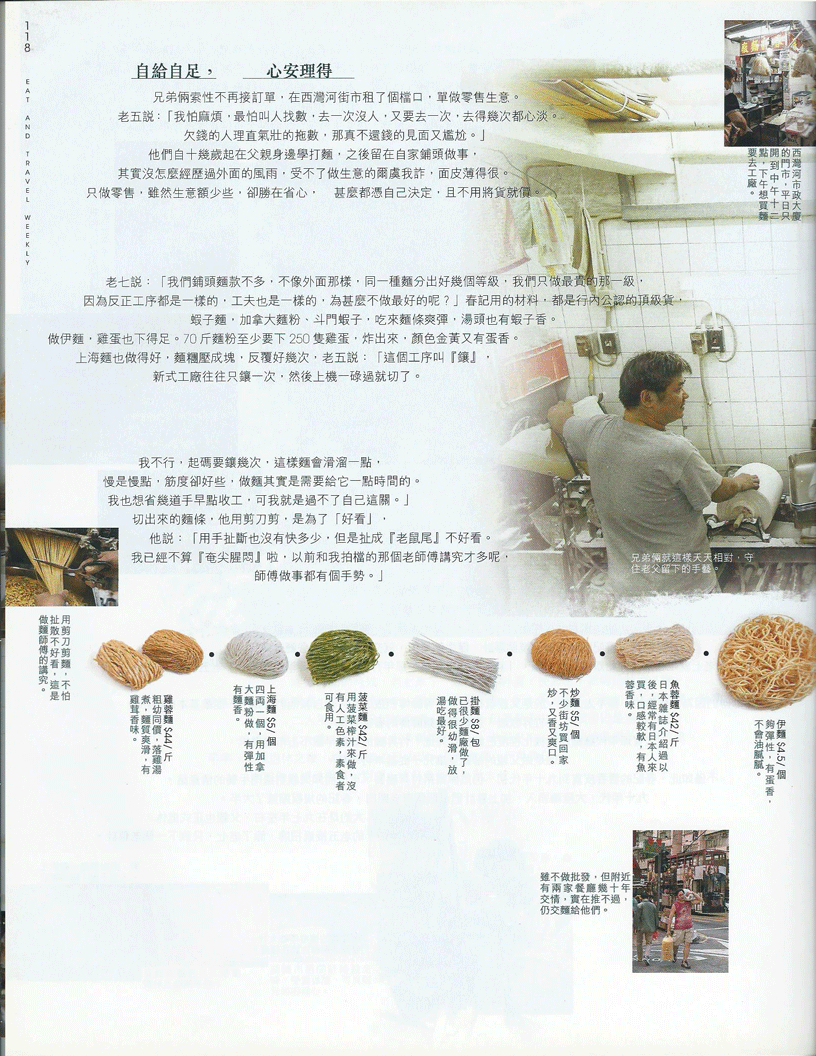 118
EAT AND TRAVEL WEEKLY
自給自足， 心安理得
兄弟倆索性不再接訂單，在西灣河街市租了個檔口，單做零售生意。
老五說：「我怕麻煩，最怕叫人找數，去一次沒人，又要去一次，去得幾次都心淡。
欠錢的人理直氣壯的拖數，那真不還錢的見面又尷尬。」
他們自十幾歲起在父親身邊學打麵，之後留在自家鋪頭做事，
其實沒怎麼經歷過外面的風雨，受不了做生意的爾虞我詐，面皮薄得很。
只做零售，雖然生意額少些，卻勝在省心， 甚麼都憑自己決定，且不用將貨就價。
老七說：「我們鋪頭麵款不多，不像外面那樣，同一種麵分出好幾個等級，我們只做最貴的那一級，
因為反正工序都是一樣的，工夫也是一樣的，為甚麼不做最好的呢？」春記用的材料，都是行內公認的頂級貨，
蝦子麵，加拿大麵粉、斗門蝦子，吃來麵條爽彈，湯頭也有蝦子香。
做伊麵，雞蛋也下得足。70斤麵粉至少要下250隻雞蛋，炸出來，顏色金黃又有蛋香。
上海麵也做得好，麵糰壓成塊，反覆好幾次，老五說：「這個工序叫『鑲』，
新式工廠往往只鑲一次，然後上機一碌過就切了。
我不行，起碼要鑲幾次，這樣麵會滑溜一點，
慢是慢點，筋度卻好些，做麵其實是需要給它一點時間的。
我也想省幾道手早點收工，可我就是過不了自己這關。」
切出來的麵條，他用剪刀剪，是為了「好看」，
他說：「用手扯斷也沒有快多少，但是扯成『老鼠尾』不好看。
我已經不算『奄尖腥悶』啦，以前和我拍檔的那個老師傅講究才多呢，
師傅做事都有個手勢。」
西灣河市政大廈
的門市，平日只
開到中午十二
點，下午想買麵
要去工廠。
兄弟倆就這樣天天相對，守
住老父留下的手藝。
用剪刀剪麵，不怕
扯散不好看，這是
做麵師傅的講究。
雞蓉麵 $44/斤
粗幼同價，落雞湯
煮，麵質爽滑，有
雞茸香味。
上海麵 $5/個
四両一個，用加拿
大麵粉做，有彈性
有麵香。
菠菜麵 $42/斤
用菠菜榨汁來做，沒
有人工色素，素食者
可食用。
掛麵 $8/包
已很少麵廠做了，
做得很幼滑，放
湯吃最好。
炒麵 $5/個
不少街坊買回家
炒，又香又爽口。
魚蓉麵 $43/斤
日本雜誌介紹過以
後，經常有日本人來
買，口感較軟，有魚
蓉香味。
伊麵 $4.5/個
夠彈性，有蛋香，
不會油膩膩。
雖不做批發，但附近
有兩家餐廳幾十年
交情，實在推不過，
仍交麵給他們。